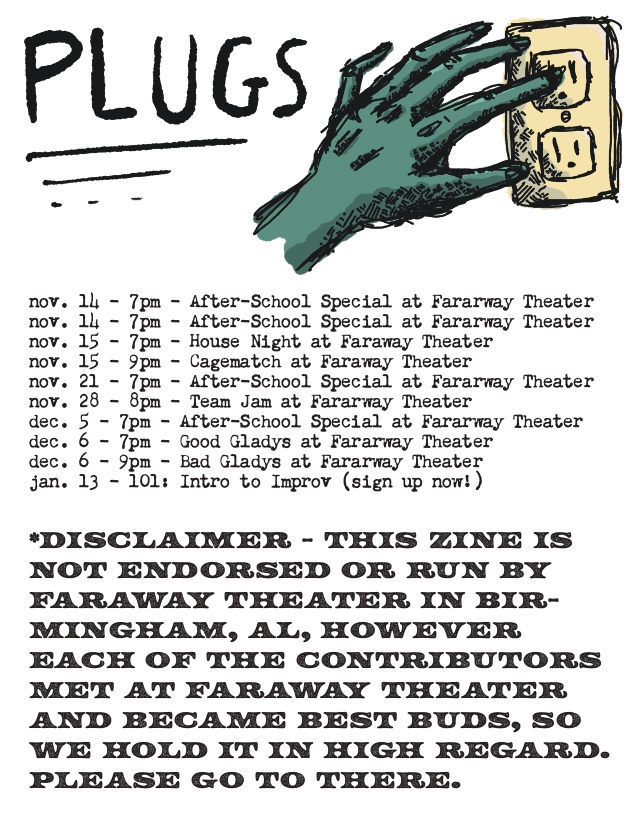 PLUGS
nov. 14 - 7pm - After-School Special at Fararway Theater
nov. 14 - 7pm - After-School Special at Fararway Theater
nov. 15 - 7pm - House Night at Faraway Theater
nov. 15 - 9pm - Cagematch at Faraway Theater
nov. 21 - 7pm - After-School Special at Fararway Theater
nov. 28 - 8pm - Team Jam at Fararway Theater
dec. 5 - 7pm - After-School Special at Fararway Theater
dec. 6 - 7pm - Good Gladys at Fararway Theater
dec. 6 - 9pm - Bad Gladys at Fararway Theater
jan. 13 - 101: Intro to Improv (sign up now!)
*DISCLAIMER - THIS ZINE IS
NOT ENDORSED OR RUN BY
FARAWAY THEATER IN BIR-
MINGHAM, AL, HOWEVER
EACH OF THE CONTRIBUTORS
MET AT FARAWAY THEATER
AND BECAME BEST BUDS, SO
WE HOLD IT IN HIGH REGARD.
PLEASE GO TO THERE.